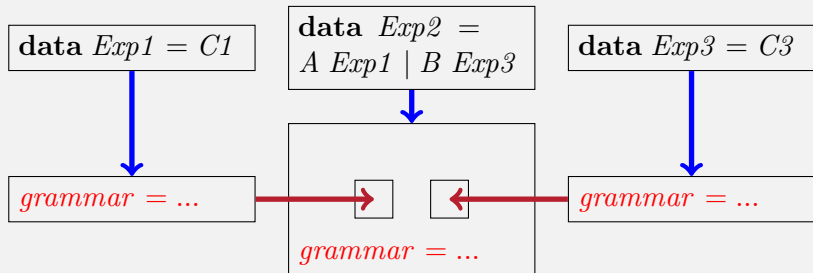 data Exp1 = C1
data Exp2 =
A Exp1 | B Exp3
data Exp3 = C3
grammar = ...
grammar = ...
grammar = ...